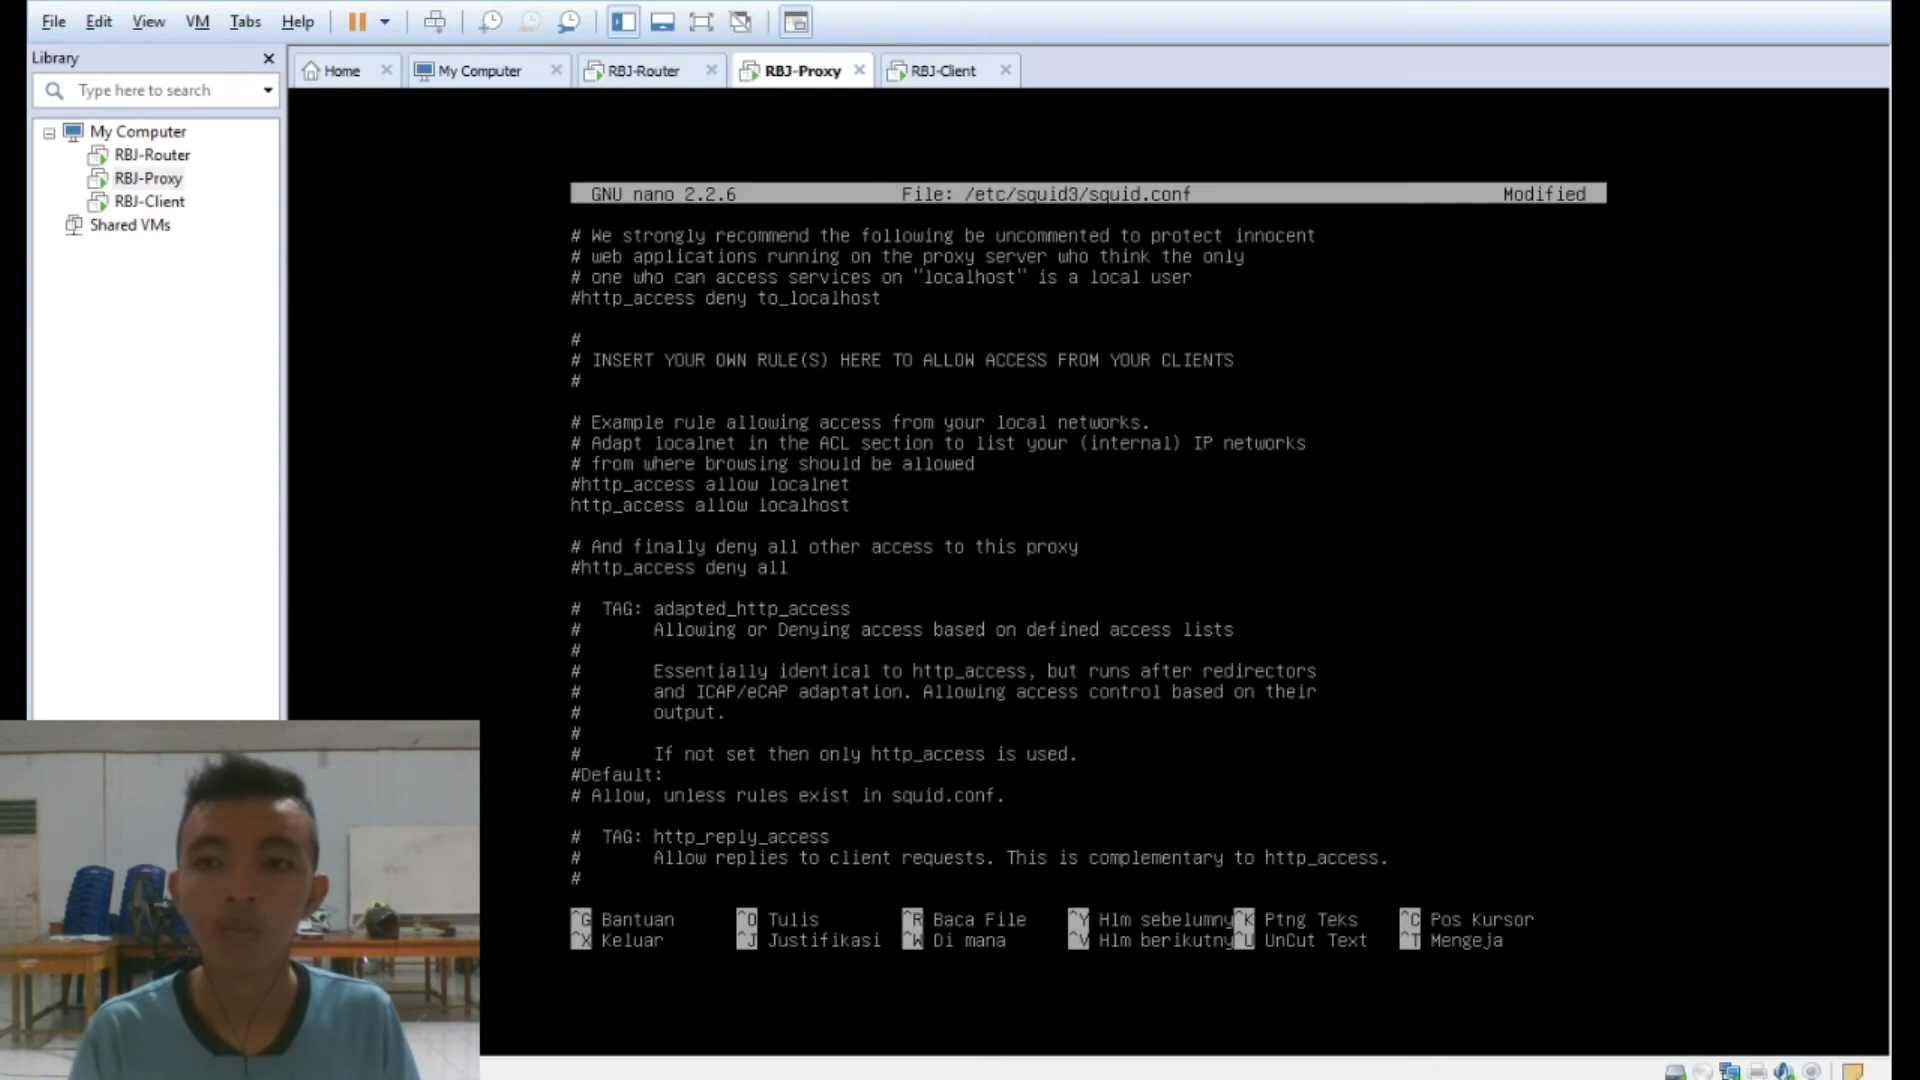 File Edit View VM Tabs Help
Library
Type here to search
My Computer
RBJ-Router
RBJ-Proxy
RBJ-Client
Shared VMs
Home My Computer RBJ-Router RBJ-Proxy RBJ-Client
GNU nano 2.2.6 File: /etc/squid3/squid.conf Modified
# We strongly recommend the following be uncommented to protect innocent
# web applications running on the proxy server who think the only
# one who can access services on "localhost" is a local user
#http_access deny to_localhost
#
# INSERT YOUR OWN RULE(S) HERE TO ALLOW ACCESS FROM YOUR CLIENTS
#
# Example rule allowing access from your local networks.
# Adapt localnet in the ACL section to list your (internal) IP networks
# from where browsing should be allowed
#http_access allow localnet
http_access allow localhost
# And finally deny all other access to this proxy
#http_access deny all
# TAG: adapted_http_access
# Allowing or Denying access based on defined access lists
#
# Essentially identical to http_access, but runs after redirectors
# and ICAP/eCAP adaptation. Allowing access control based on their
# output.
#
# If not set then only http_access is used.
#Default:
# Allow, unless rules exist in squid.conf.
# TAG: http_reply_access
# Allow replies to client requests. This is complementary to http_access.
#
^G Bantuan ^O Tulis ^R Baca File ^Y Hlm sebelumny ^K Ptng Teks ^C Pos Kursor
^X Keluar ^J Justifikasi ^W Di mana ^V Hlm berikutny ^U UnCut Text ^T Mengeja